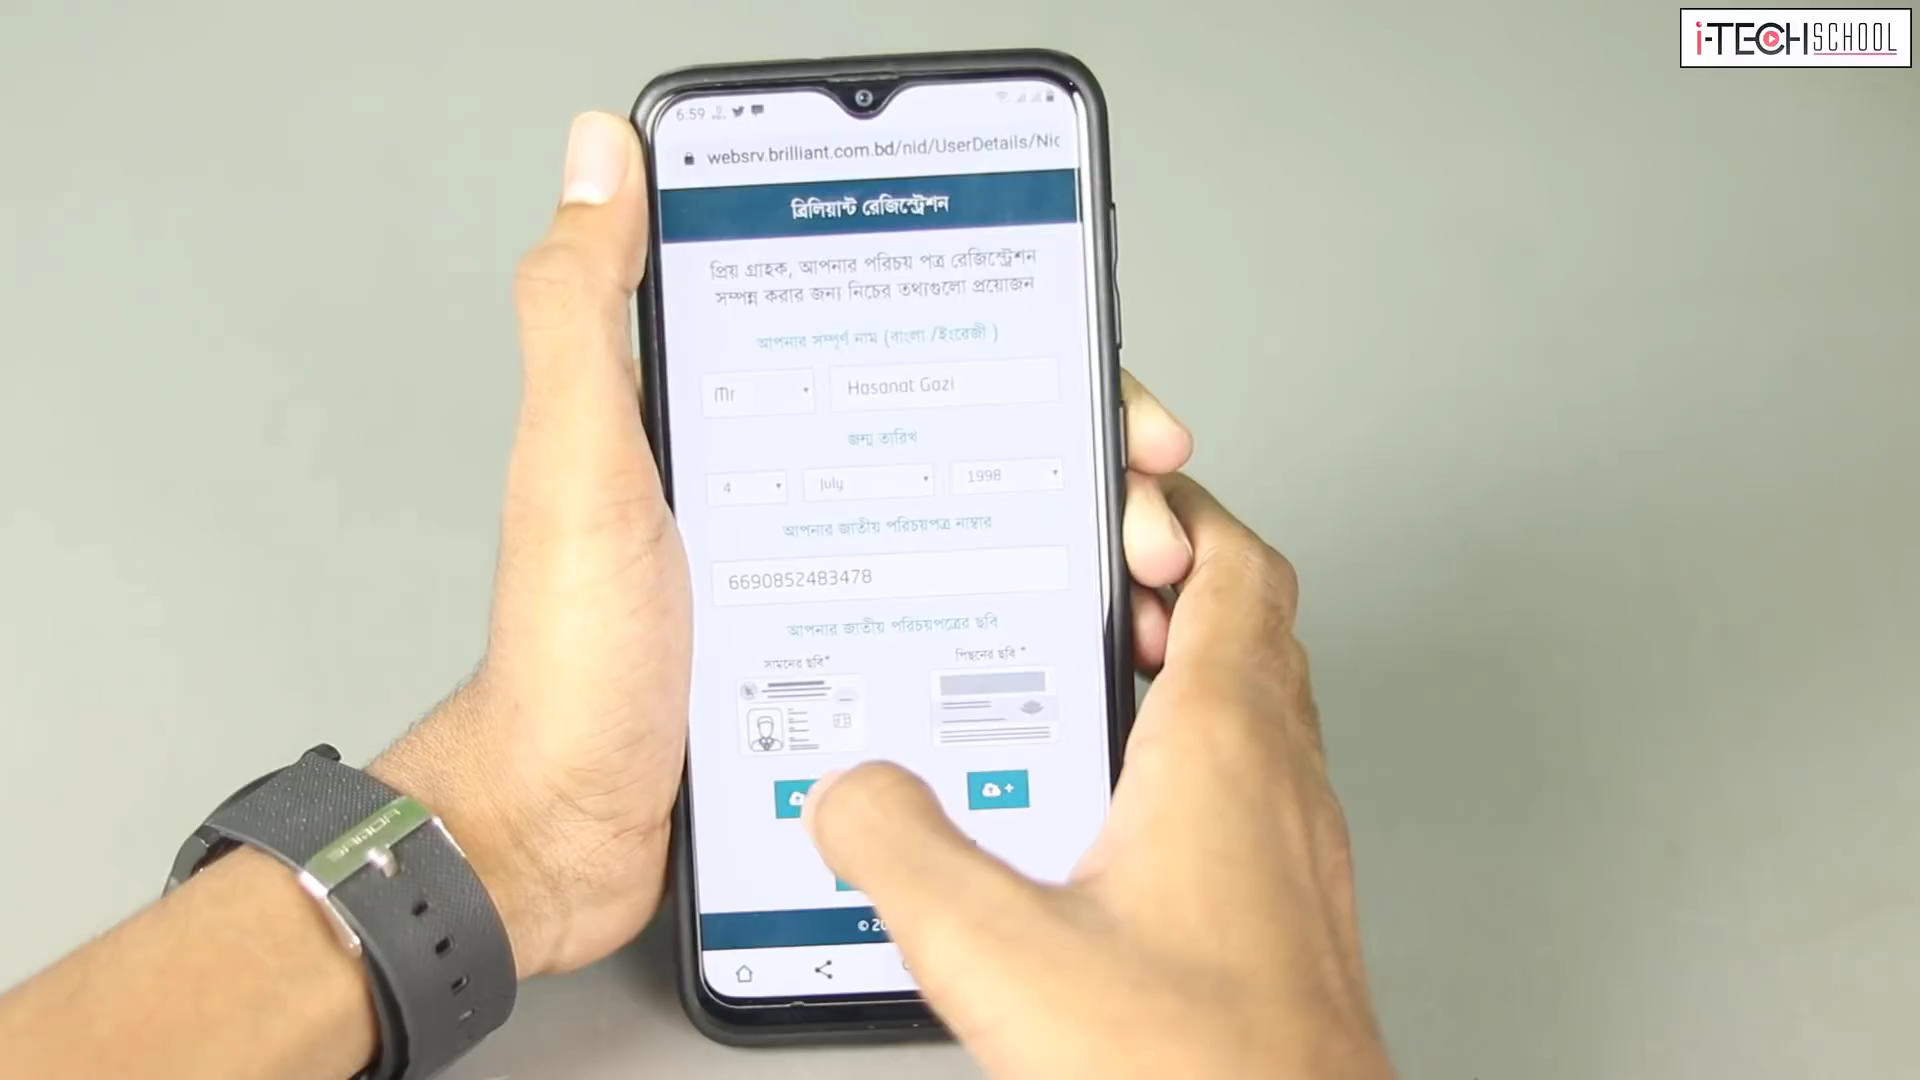 i-TECH SCHOOL
6:59
websrv.brilliant.com.bd/nid/UserDetails/Nic
ব্রিলিয়ান্ট রেজিস্ট্রেশন
প্রিয় গ্রাহক, আপনার পরিচয় পত্র রেজিস্ট্রেশন
সম্পন্ন করার জন্য নিচের তথ্যগুলো প্রয়োজন
আপনার সম্পূর্ণ নাম (বাংলা /ইংরেজী )
Mr Hasanat Gazi
জন্ম তারিখ
4 July 1998
আপনার জাতীয় পরিচয়পত্র নাম্বার
6690852483478
আপনার জাতীয় পরিচয়পত্রের ছবি
সামনের ছবি* পিছনের ছবি *
+
© 20